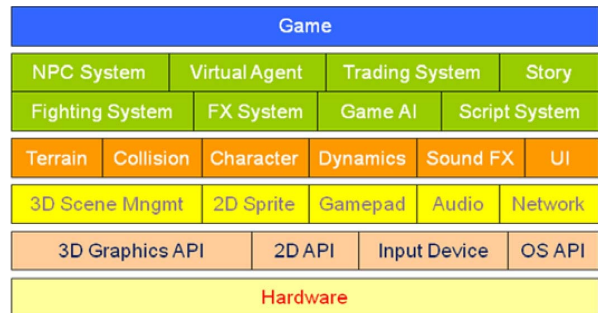 Game
NPC System Virtual Agent Trading System Story
Fighting System FX System Game AI Script System
Terrain Collision Character Dynamics Sound FX UI
3D Scene Mngmt 2D Sprite Gamepad Audio Network
3D Graphics API 2D API Input Device OS API
Hardware